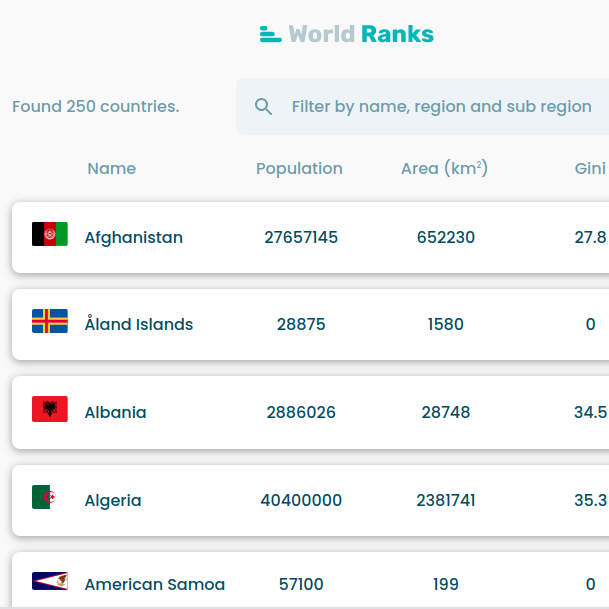 World Ranks
Found 250 countries.
Filter by name, region and sub region
Name Population Area (km²) Gini
Afghanistan 27657145 652230 27.8
Åland Islands 28875 1580 0
Albania 2886026 28748 34.5
Algeria 40400000 2381741 35.3
American Samoa 57100 199 0